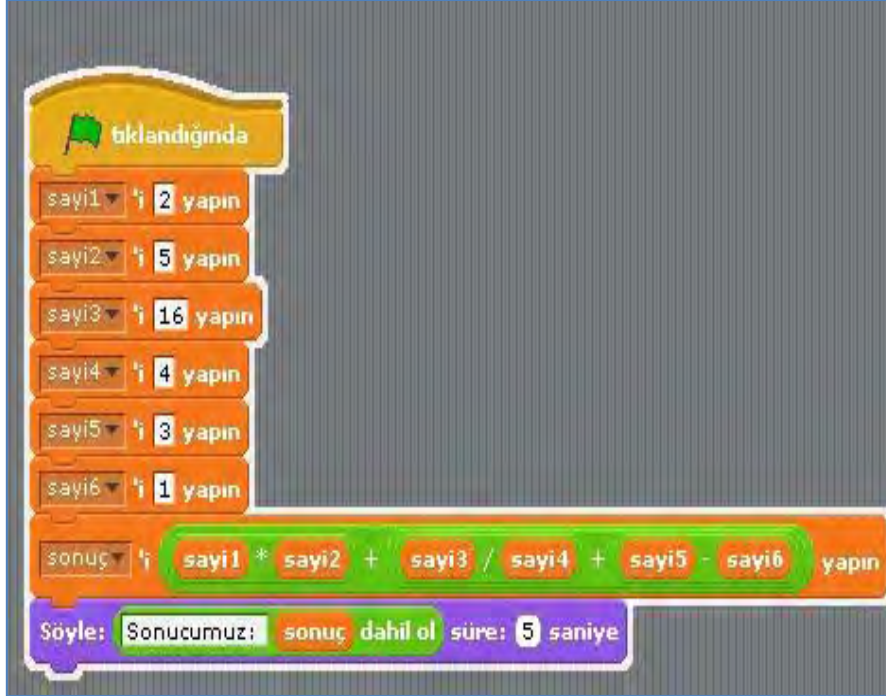 tıklandığında
sayi1 'i 2 yapın
sayi2 'i 5 yapın
sayi3 'i 16 yapın
sayi4 'i 4 yapın
sayi5 'i 3 yapın
sayi6 'i 1 yapın
sonuç 'i sayi1 * sayi2 + sayi3 / sayi4 + sayi5 - sayi6 yapın
Söyle: Sonucumuz: sonuç dahil ol süre: 5 saniye